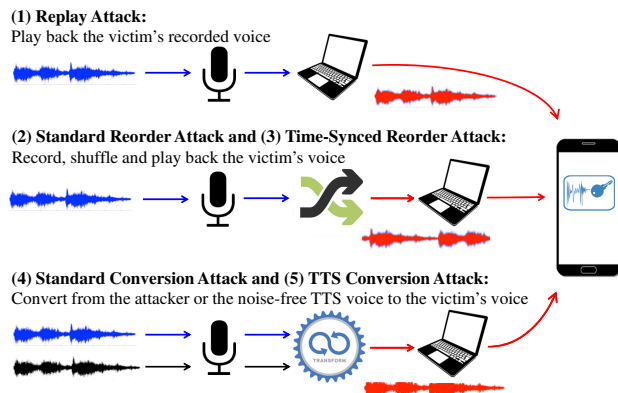 (1) Replay Attack:
Play back the victim's recorded voice
(2) Standard Reorder Attack and (3) Time-Synced Reorder Attack:
Record, shuffle and play back the victim's voice
(4) Standard Conversion Attack and (5) TTS Conversion Attack:
Convert from the attacker or the noise-free TTS voice to the victim's voice
TRANSFORM